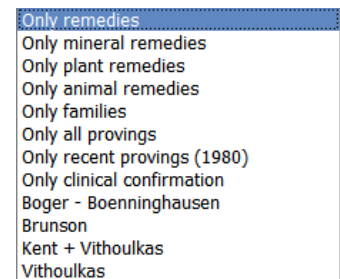 Only remedies
Only mineral remedies
Only plant remedies
Only animal remedies
Only families
Only all provings
Only recent provings (1980)
Only clinical confirmation
Boger - Boenninghausen
Brunson
Kent + Vithoulkas
Vithoulkas